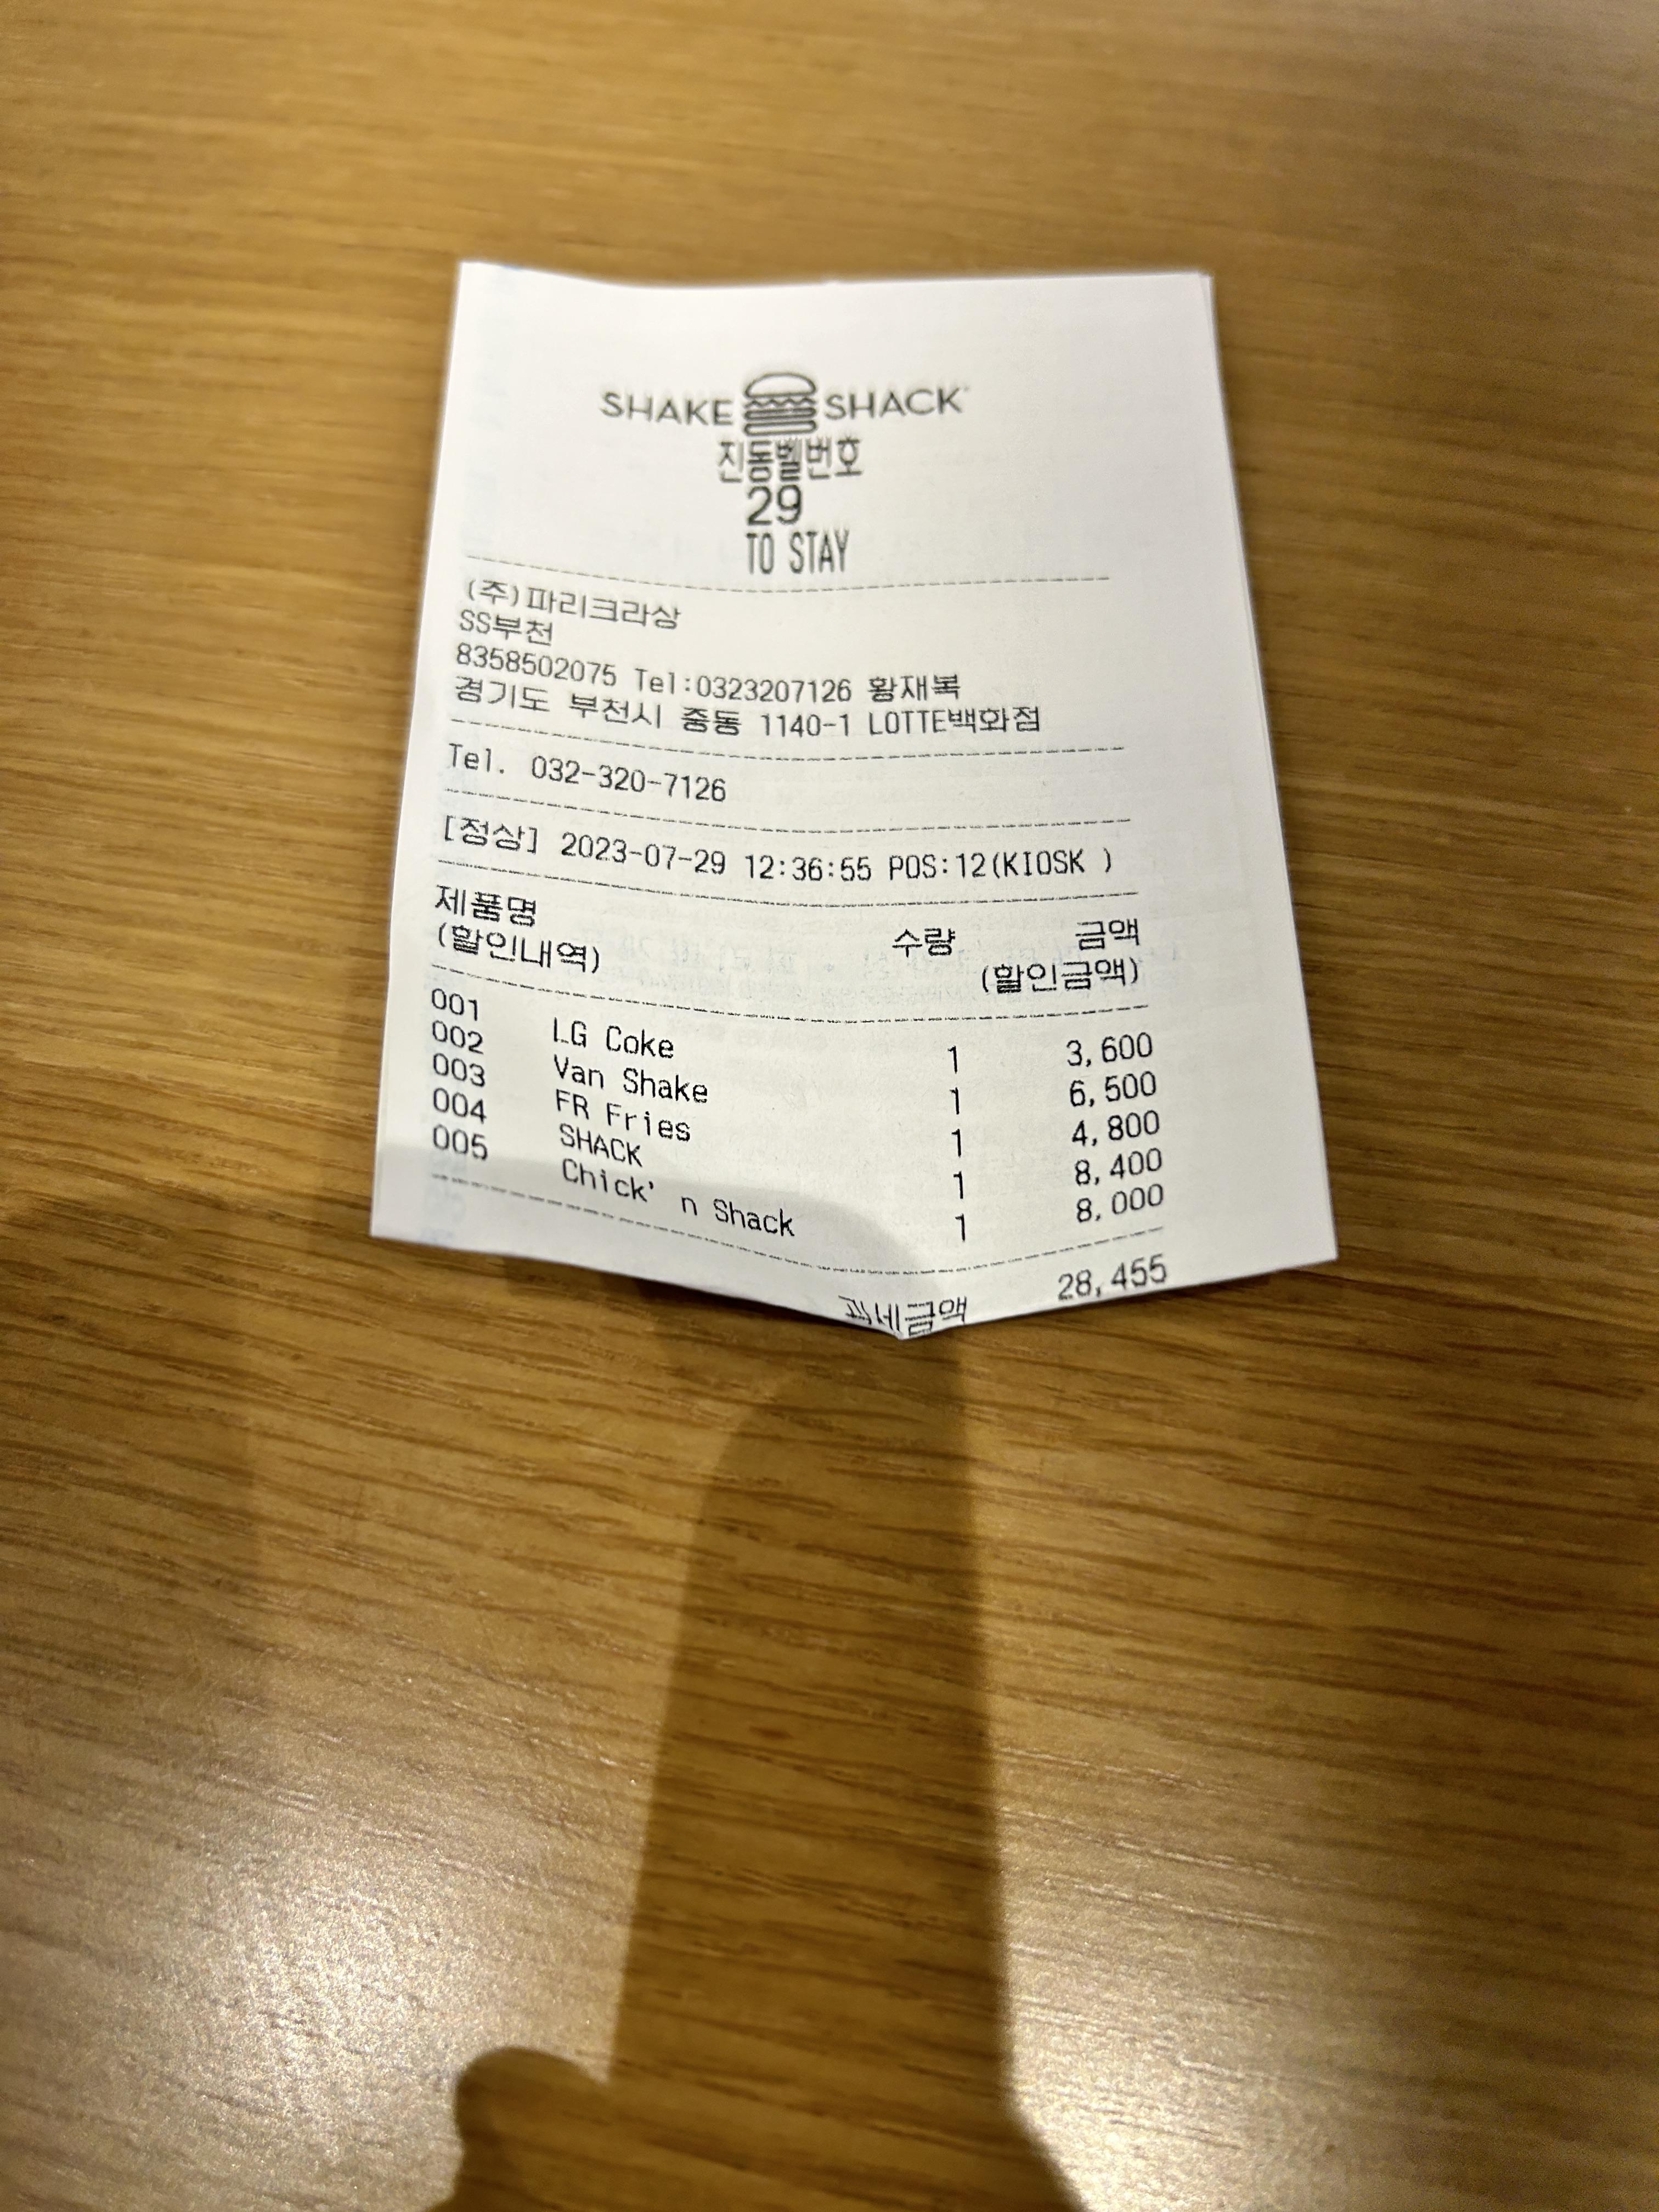 SHAKE SHACK
진동벨번호
29
TO STAY
(주)파리크라상
SS부천
8358502075 Tel:0323207126 황재복
경기도 부천시 중동 1140-1 LOTTE백화점
Tel. 032-320-7126
[정상] 2023-07-29 12:36:55 POS:12(KIOSK )
제품명 수량 금액
(할인내역) (할인금액)
001 LG Coke 1 3,600
002 Van Shake 1 6,500
003 FR Fries 1 4,800
004 SHACK 1 8,400
005 Chick' n Shack 1 8,000
과세금액 28,455